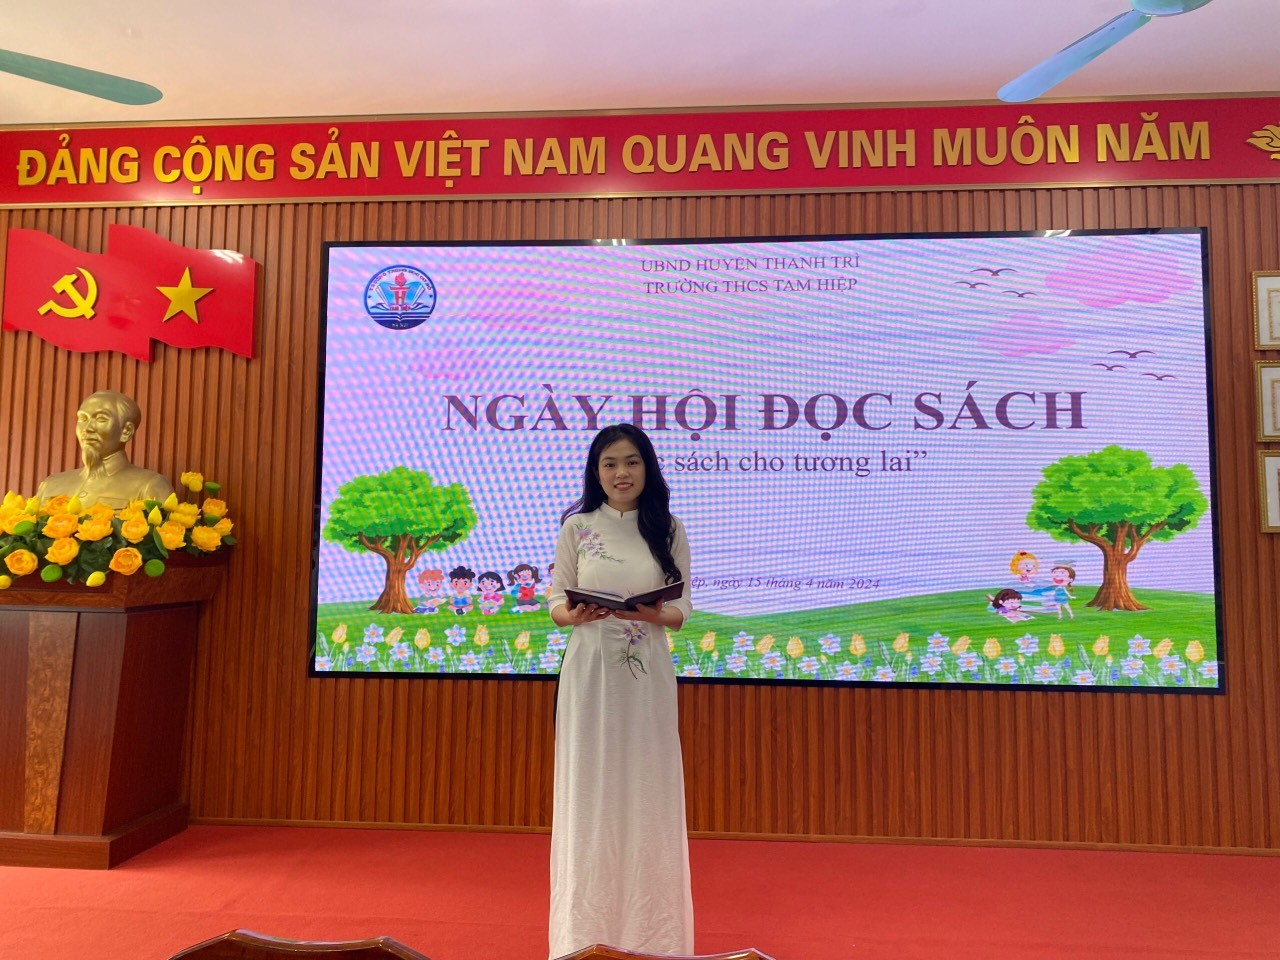 ĐẢNG CỘNG SẢN VIỆT NAM QUANG VINH MUÔN NĂM
UBND HUYỆN THANH TRÌ
TRƯỜNG THCS TAM HIỆP
NGÀY HỘI ĐỌC SÁCH
sách cho tương lai”
ngày 15 tháng 4 năm 2024